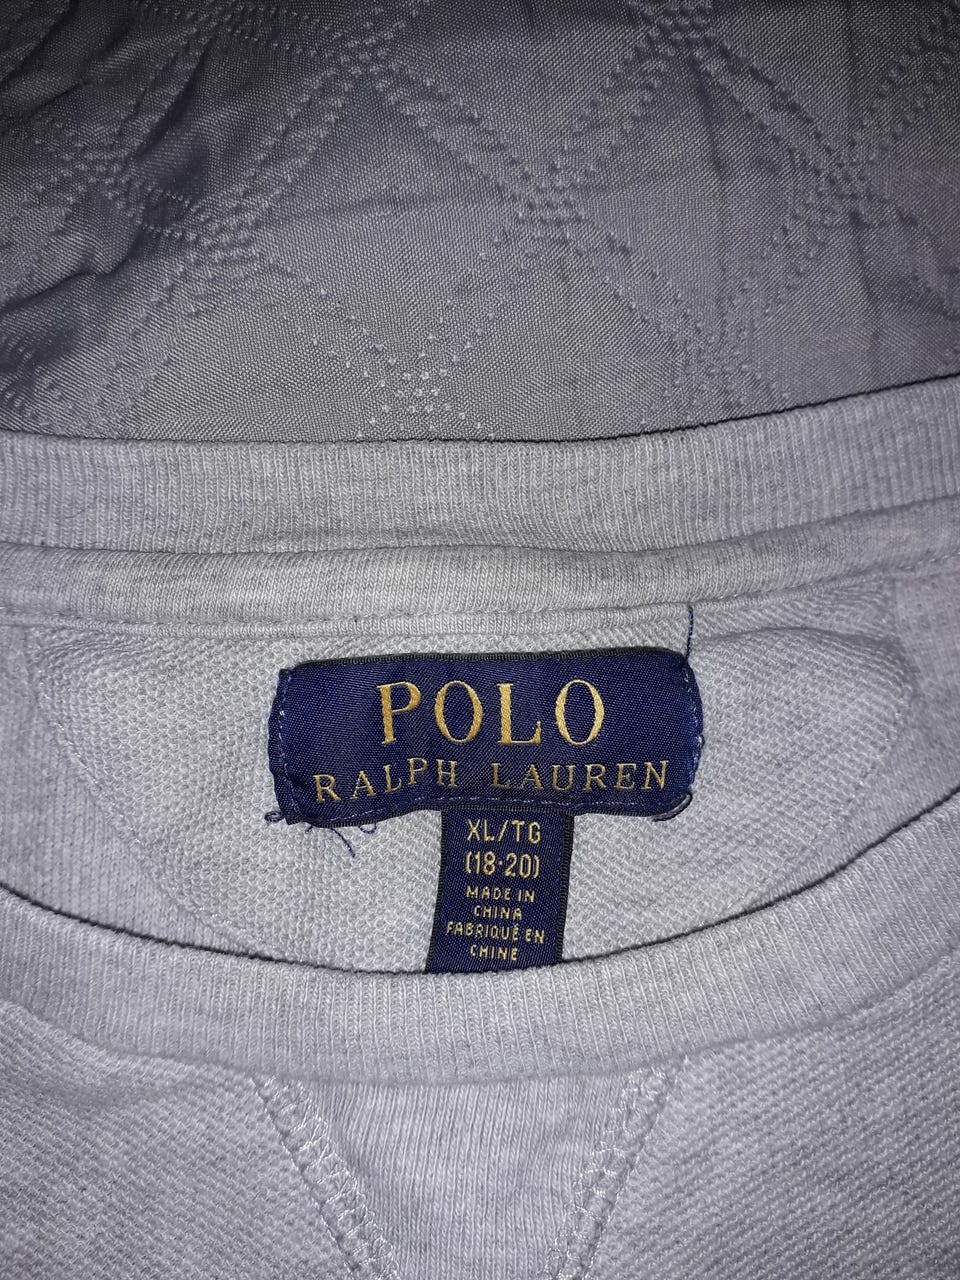 POLO
RALPH LAUREN
XL/TG
(18-20)
MADE IN
CHINA
FABRIQUÉ EN
CHINE